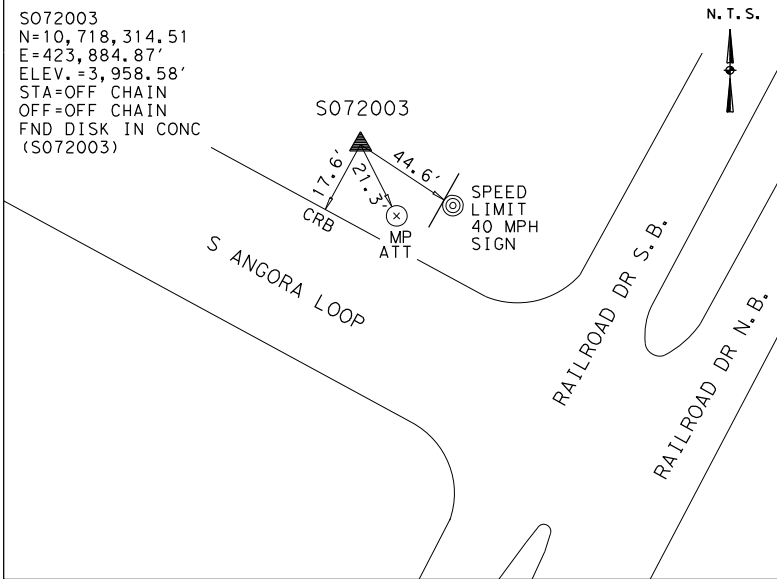 S072003
N=10,718,314.51
E=423,884.87'
ELEV.=3,958.58'
STA=OFF CHAIN
OFF=OFF CHAIN
FND DISK IN CONC
(S072003)
N.T.S.
S072003
17.6'
21.3'
44.6'
CRB
MP
ATT
SPEED
LIMIT
40 MPH
SIGN
S ANGORA LOOP
RAILROAD DR S.B.
RAILROAD DR N.B.